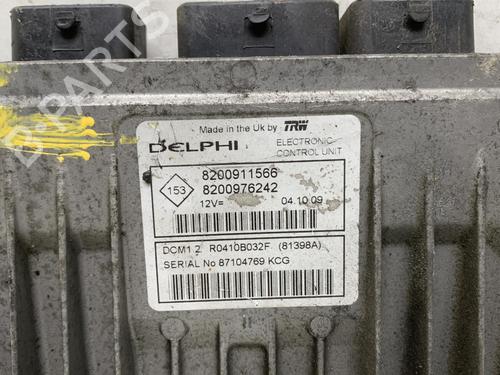 Made in the Uk by TRW
DELPHI
ELECTRONIC
CONTROL UNIT
8200911566
153
8200976242
12V=
04.10.09
DCM1.2 R0410B032F (81398A)
SERIAL No 87104769 KCG
B-PARTS